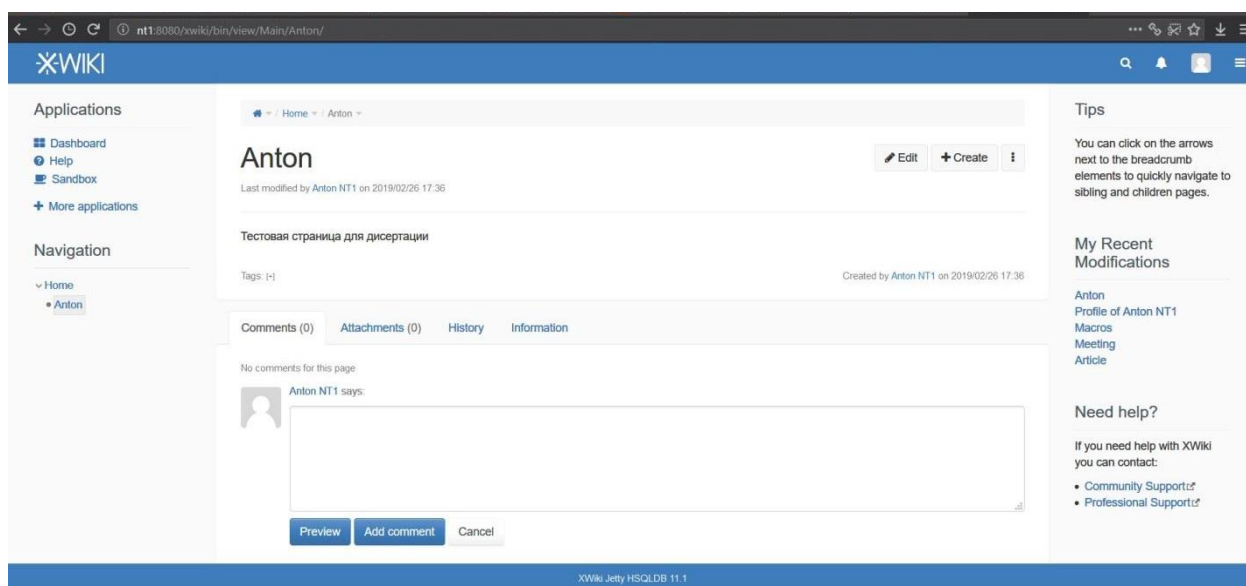 nt1:8080/xwiki/bin/view/Main/Anton/
XWIKI
Applications
Dashboard
Help
Sandbox
More applications
Navigation
Home
Anton
/ Home / Anton
Anton
Edit
Create
Last modified by Anton NT1 on 2019/02/26 17:36
Тестовая страница для дисертации
Tags: [+]
Created by Anton NT1 on 2019/02/26 17:36
Comments (0)
Attachments (0)
History
Information
No comments for this page
Anton NT1 says:
Preview
Add comment
Cancel
Tips
You can click on the arrows
next to the breadcrumb
elements to quickly navigate to
sibling and children pages.
My Recent
Modifications
Anton
Profile of Anton NT1
Macros
Meeting
Article
Need help?
If you need help with XWiki
you can contact:
• Community Support
• Professional Support
XWiki Jetty HSQLDB 11.1